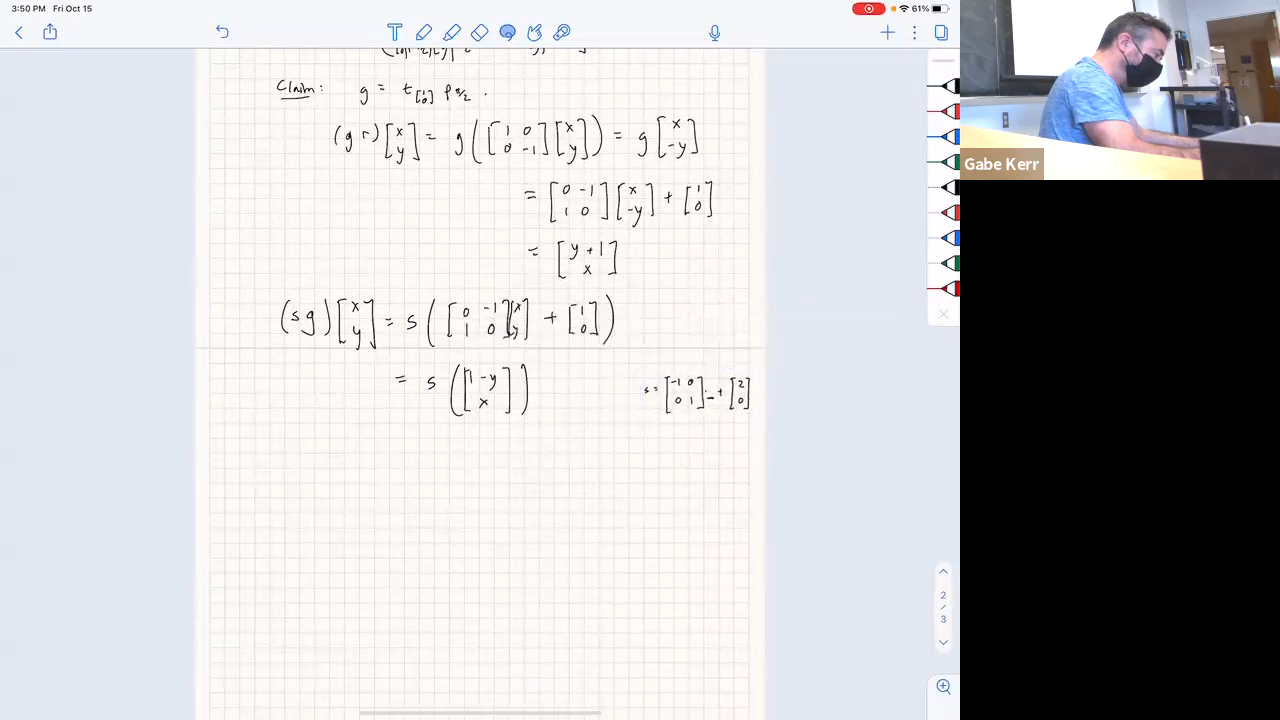 3:50 PM Fri Oct 15
61%
Claim: g = t[1 0] ρπ/2 .
(g r) [x y] = g ( [1 0 0 -1] [x y] ) = g [x -y]
= [0 -1 1 0] [x -y] + [1 0]
= [y + 1 x]
(s g) [x y] = s ( [0 -1 1 0] [x y] + [1 0] )
= s ( [1 - y x] )
s = [-1 0 0 1] _ + [2 0]
2
/
3
Gabe Kerr